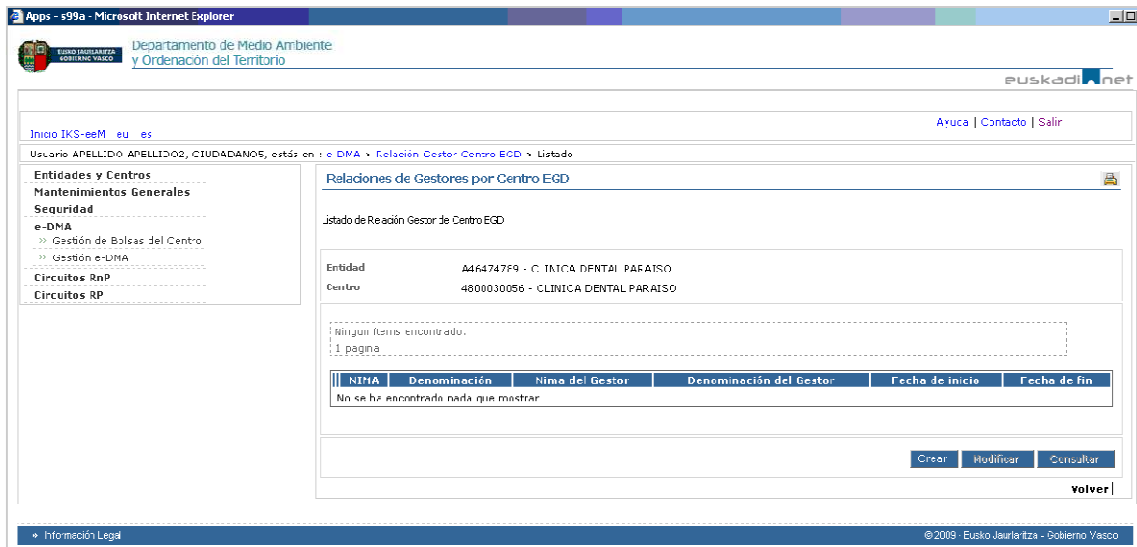 Apps - s99a - Microsoft Internet Explorer
EUSKO JAURLARITZA
GOBIERNO VASCO
Departamento de Medio Ambiente
y Ordenación del Territorio
euskadi.net
Ayuda | Contacto | Salir
Inicio IKS-eeM eu es
Usuario APELLIDO APELLIDO2, CIUDADANO5, estás en : e-DMA > Relación Gestor Centro EGD > Listado
Entidades y Centros
Mantenimientos Generales
Seguridad
e-DMA
» Gestión de Bolsas del Centro
» Gestión e-DMA
Circuitos RnP
Circuitos RP
Relaciones de Gestores por Centro EGD
Listado de Relación Gestor de Centro EGD
Entidad A46474789 - CLINICA DENTAL PARAISO
Centro 4800030056 - CLINICA DENTAL PARAISO
Ningún ítems encontrado.
1 pagina
NIMA Denominación Nima del Gestor Denominación del Gestor Fecha de inicio Fecha de fin
No se ha encontrado nada que mostrar
Crear Modificar Consultar
Volver
» Información Legal
© 2009 - Eusko Jaurlaritza - Gobierno Vasco